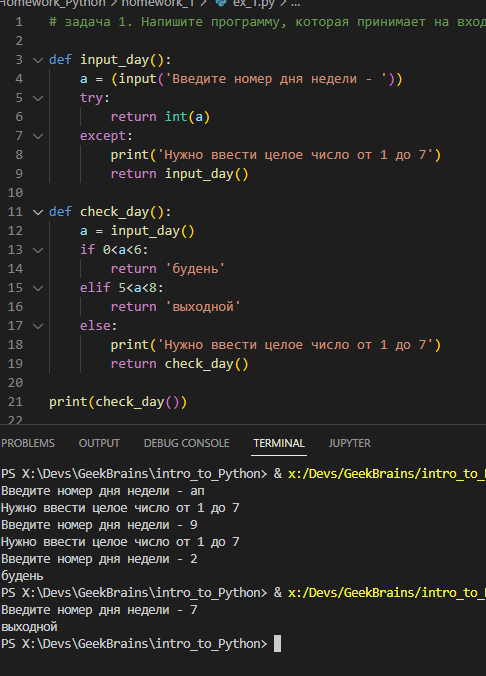 Homework_Python > homework_1 > ex_1.py > ...
1 # задача 1. Напишите программу, которая принимает на вход
2
3 def input_day():
4 a = (input('Введите номер дня недели - '))
5 try:
6 return int(a)
7 except:
8 print('Нужно ввести целое число от 1 до 7')
9 return input_day()
10
11 def check_day():
12 a = input_day()
13 if 0<a<6:
14 return 'будень'
15 elif 5<a<8:
16 return 'выходной'
17 else:
18 print('Нужно ввести целое число от 1 до 7')
19 return check_day()
20
21 print(check_day())
22
PROBLEMS OUTPUT DEBUG CONSOLE TERMINAL JUPYTER
PS X:\Devs\GeekBrains\intro_to_Python> & x:/Devs/GeekBrains/intro_to_
Введите номер дня недели - ап
Нужно ввести целое число от 1 до 7
Введите номер дня недели - 9
Нужно ввести целое число от 1 до 7
Введите номер дня недели - 2
будень
PS X:\Devs\GeekBrains\intro_to_Python> & x:/Devs/GeekBrains/intro_to_
Введите номер дня недели - 7
выходной
PS X:\Devs\GeekBrains\intro_to_Python>